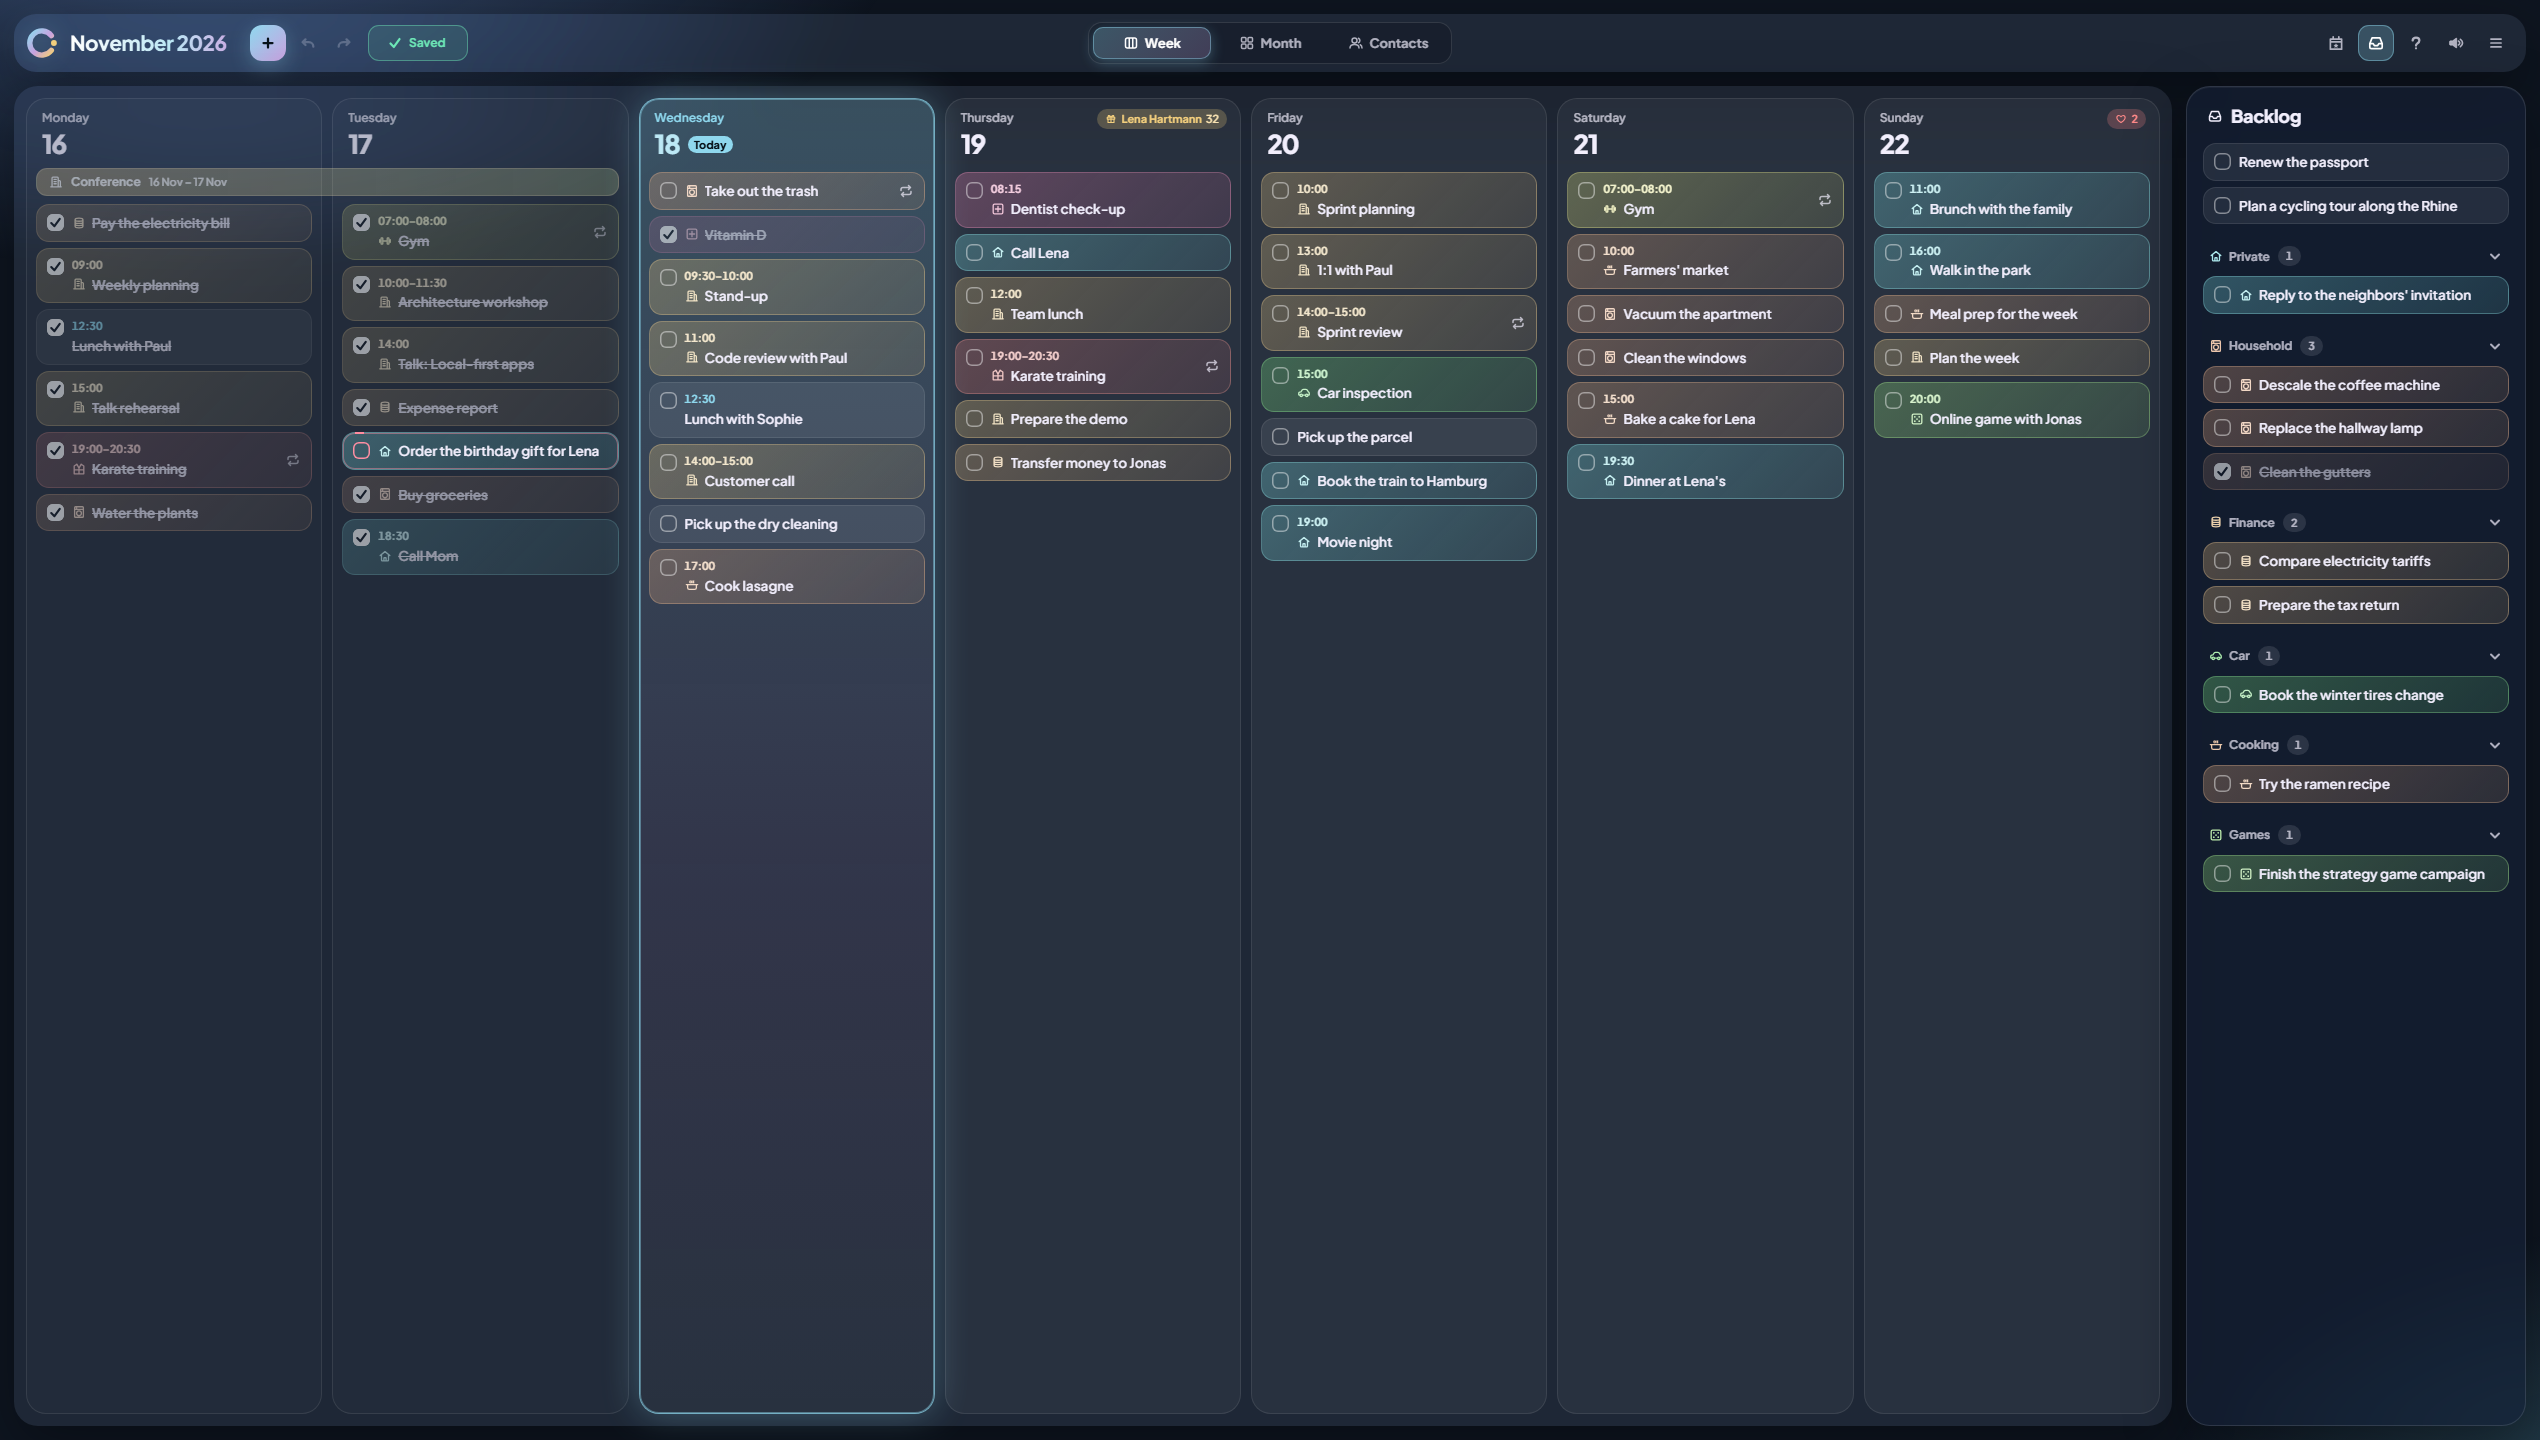 November 2026
Saved
Week
Month
Contacts
Monday
16
Conference 16 Nov – 17 Nov
Pay the electricity bill
09:00
Weekly planning
12:30
Lunch with Paul
15:00
Talk rehearsal
19:00–20:30
Karate training
Water the plants
Tuesday
17
07:00–08:00
Gym
10:00–11:30
Architecture workshop
14:00
Talk: Local-first apps
Expense report
Order the birthday gift for Lena
Buy groceries
18:30
Call Mom
Wednesday
18 Today
Take out the trash
Vitamin D
09:30–10:00
Stand-up
11:00
Code review with Paul
12:30
Lunch with Sophie
14:00–15:00
Customer call
Pick up the dry cleaning
17:00
Cook lasagne
Thursday
Lena Hartmann 32
19
08:15
Dentist check-up
Call Lena
12:00
Team lunch
19:00–20:30
Karate training
Prepare the demo
Transfer money to Jonas
Friday
20
10:00
Sprint planning
13:00
1:1 with Paul
14:00–15:00
Sprint review
15:00
Car inspection
Pick up the parcel
Book the train to Hamburg
19:00
Movie night
Saturday
21
07:00–08:00
Gym
10:00
Farmers' market
Vacuum the apartment
Clean the windows
15:00
Bake a cake for Lena
19:30
Dinner at Lena's
Sunday
2
22
11:00
Brunch with the family
16:00
Walk in the park
Meal prep for the week
Plan the week
20:00
Online game with Jonas
Backlog
Renew the passport
Plan a cycling tour along the Rhine
Private 1
Reply to the neighbors' invitation
Household 3
Descale the coffee machine
Replace the hallway lamp
Clean the gutters
Finance 2
Compare electricity tariffs
Prepare the tax return
Car 1
Book the winter tires change
Cooking 1
Try the ramen recipe
Games 1
Finish the strategy game campaign